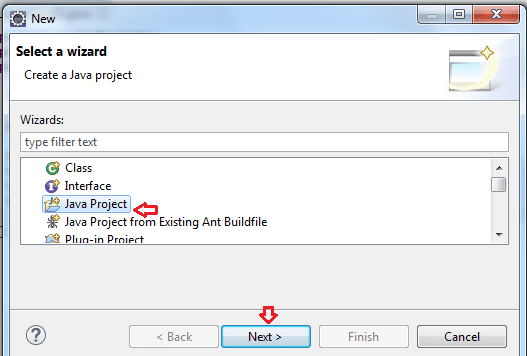 New
Select a wizard
Create a Java project
Wizards:
type filter text
Class
Interface
Java Project
Java Project from Existing Ant Buildfile
Plug-in Project
< Back Next > Finish Cancel